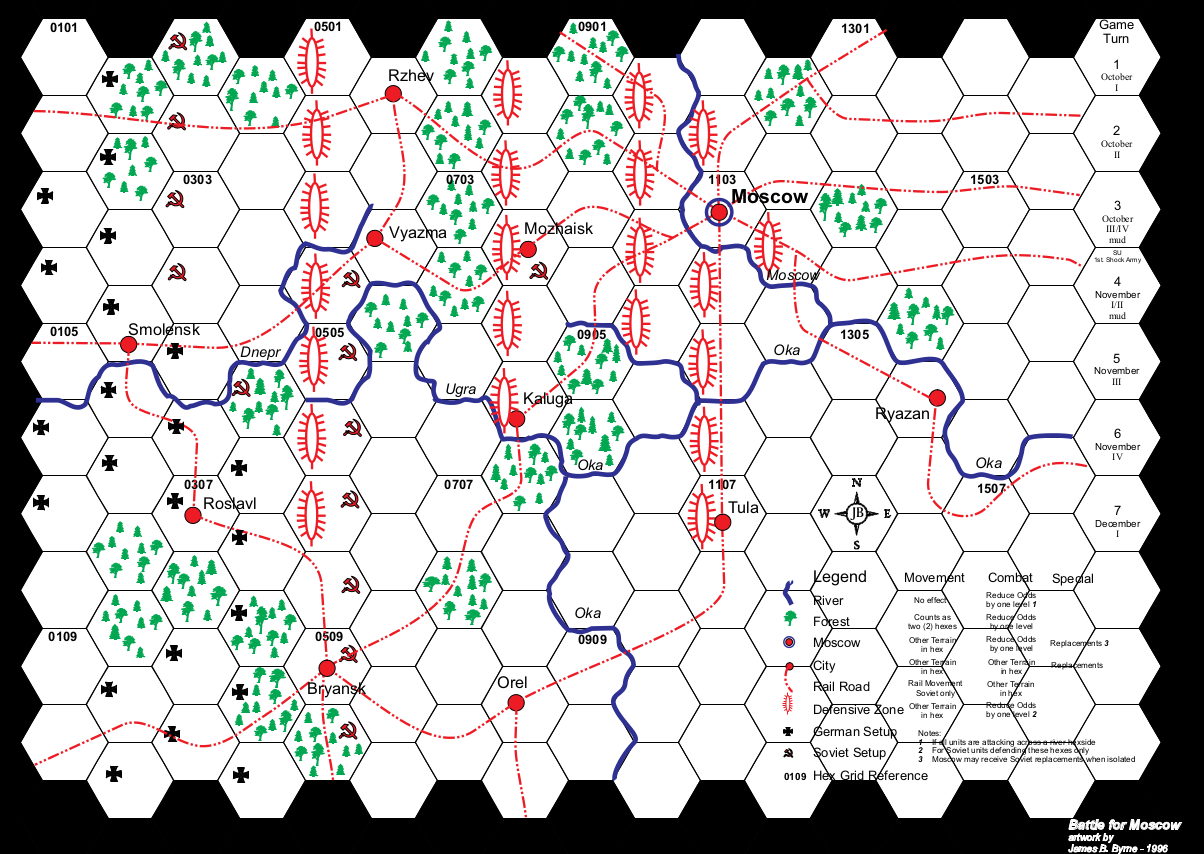 0101
0501
0901
1301
Game
Turn
Rzhev
1
October
I
2
October
II
0303
0703
1103
1503
Moscow
3
October
III/IV
mud
Vyazma
Mozhaisk
SU
1st. Shock Army
Moscow
4
November
I/II
mud
0105
Smolensk
0505
0905
1305
Dnepr
Oka
5
November
III
Ugra
Kaluga
Ryazan
6
November
IV
Oka
Oka
0307
0707
1107
1507
Roslavl
Tula
N
W
JB
E
S
7
December
I
Legend
Movement
Combat
Special
River
No effect
Reduce Odds
by one level 1
Forest
Counts as
two (2) hexes
Reduce Odds
by one level
Oka
0109
0509
0909
Moscow
Other Terrain
in hex
Reduce Odds
by one level
Replacements 3
City
Other Terrain
in hex
Other Terrain
in hex
Replacements
Bryansk
Orel
Rail Road
Rail Movement
Soviet only
Other Terrain
in hex
Defensive Zone
Other Terrain
in hex
Reduce Odds
by one level 2
German Setup
Notes:
1 If all units are attacking across a river hexside
2 For Soviet units defending these hexes only
3 Moscow may receive Soviet replacements when isolated
Soviet Setup
0109 Hex Grid Reference
Battle for Moscow
artwork by
James B. Byrne - 1996